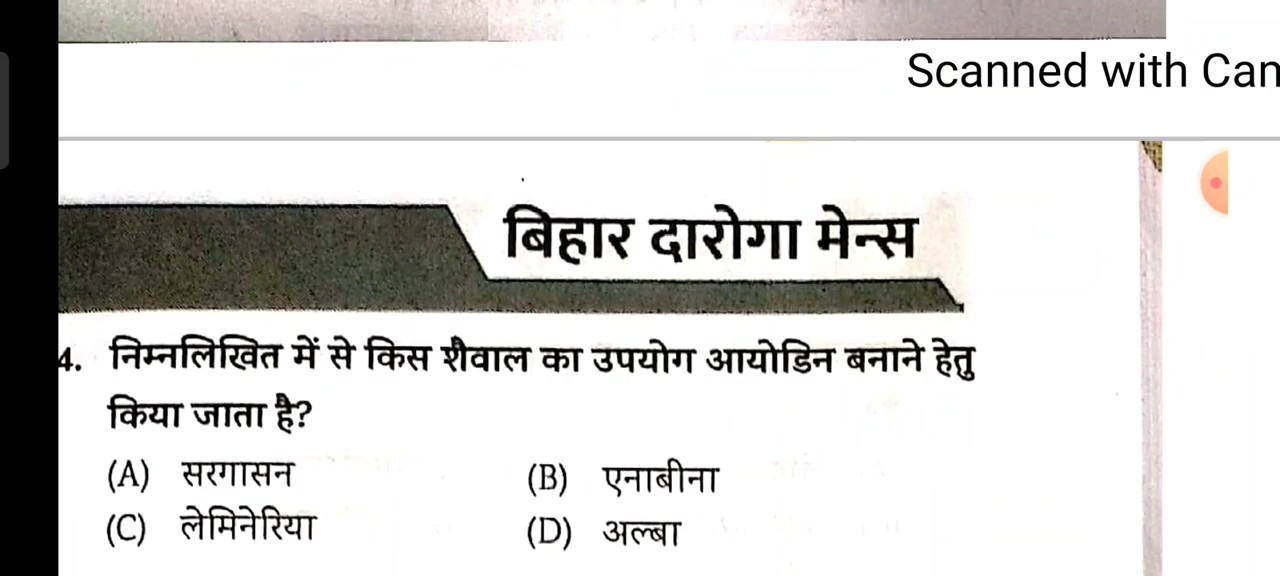 Scanned with Can
बिहार दारोगा मेन्स
4. निम्नलिखित में से किस शैवाल का उपयोग आयोडिन बनाने हेतु
किया जाता है?
(A) सरगासन (B) एनाबीना
(C) लेमिनेरिया (D) अल्बा